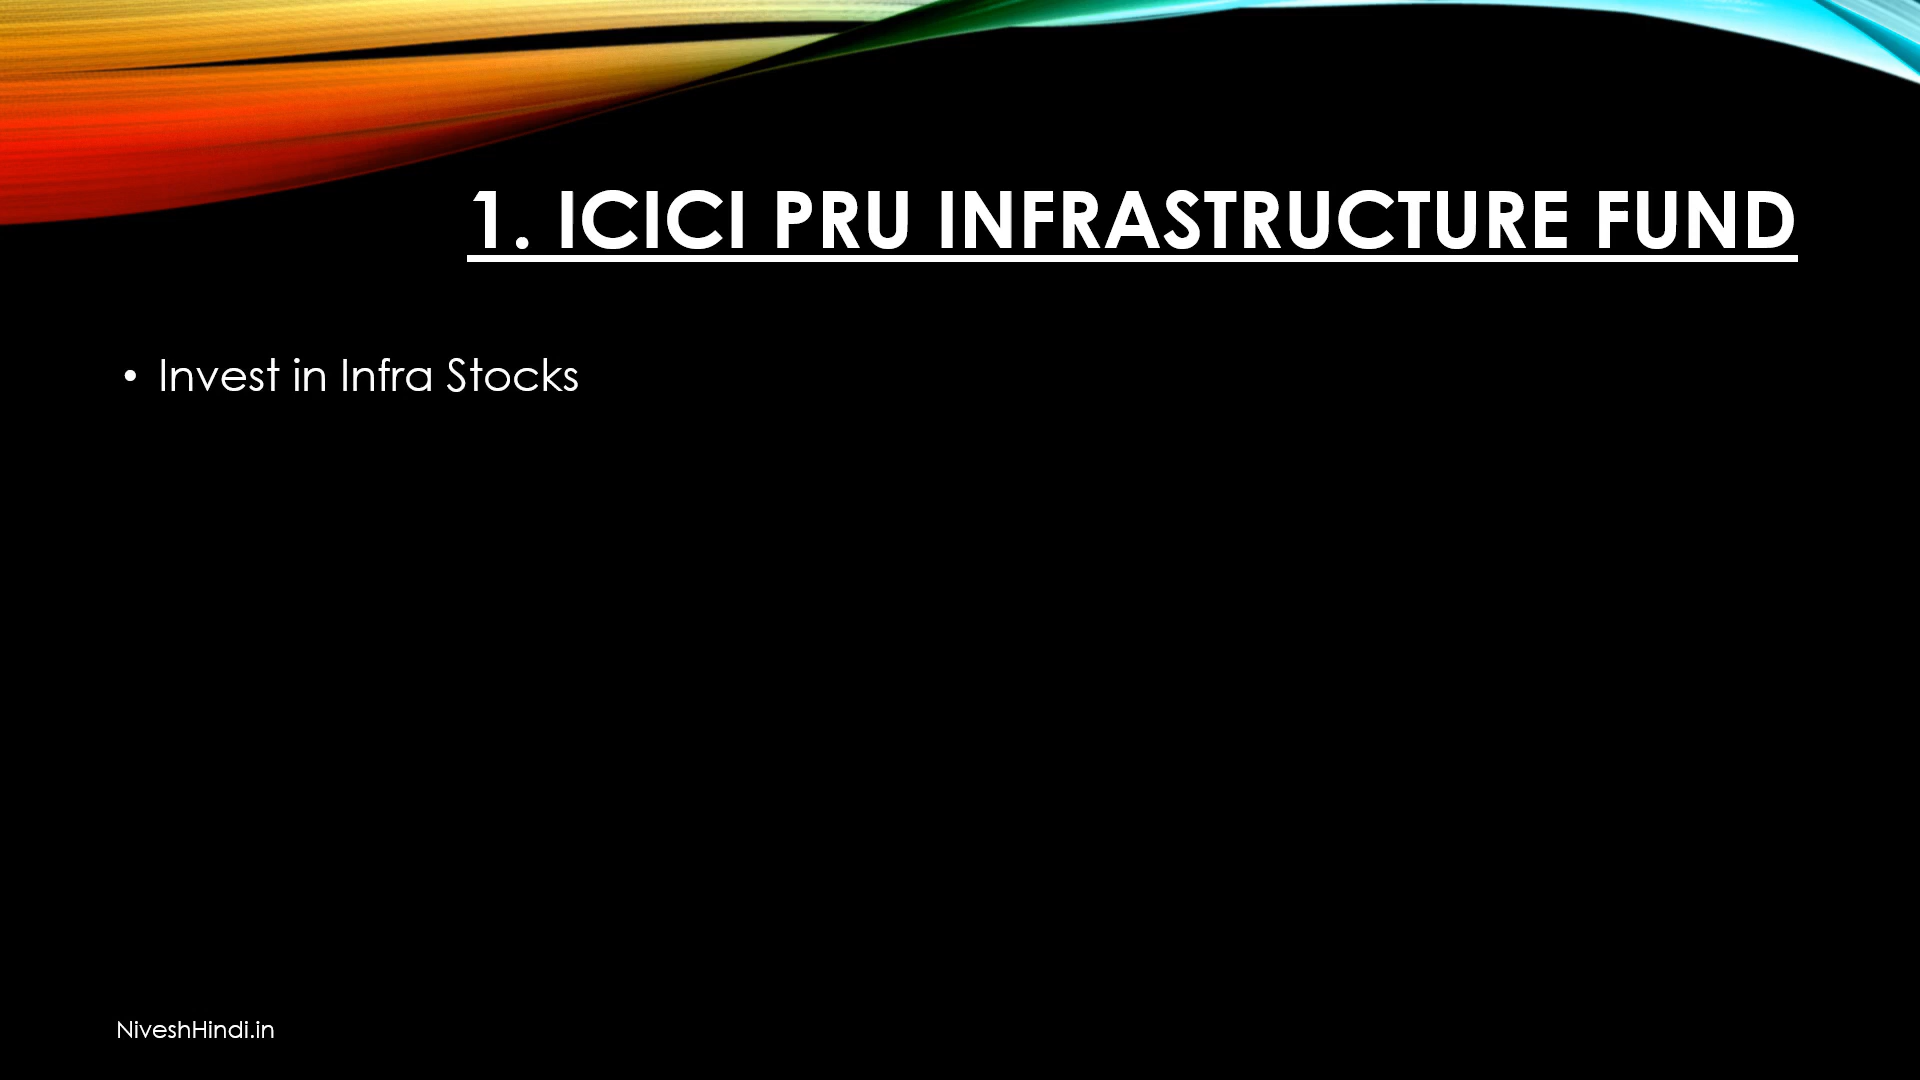 1. ICICI PRU INFRASTRUCTURE FUND
• Invest in Infra Stocks
NiveshHindi.in